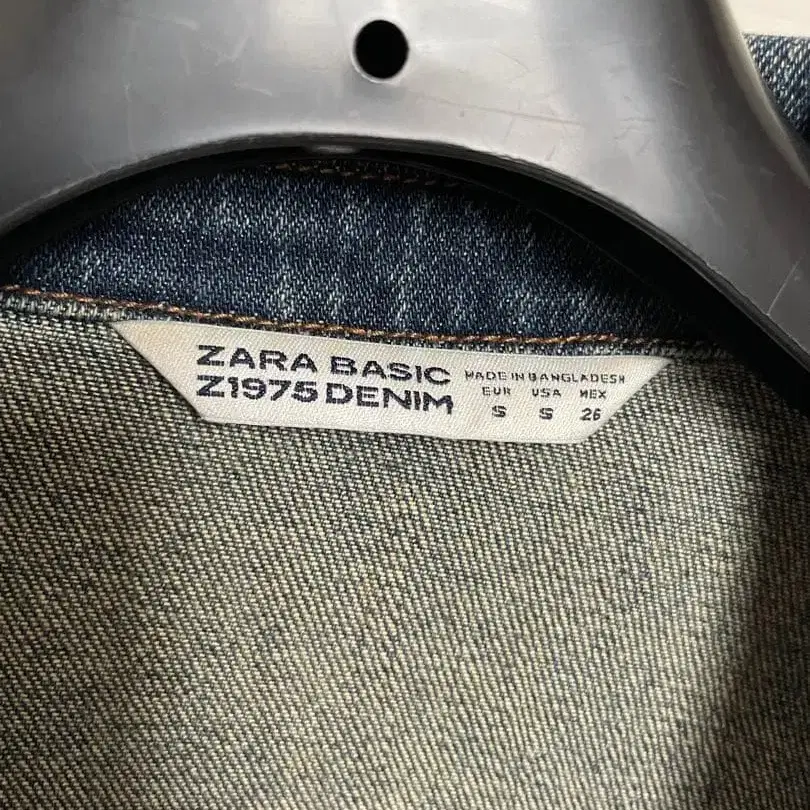 ZARA BASIC
Z1975 DENIM
MADE IN BANGLADESH
EUR USA MEX
S S 26